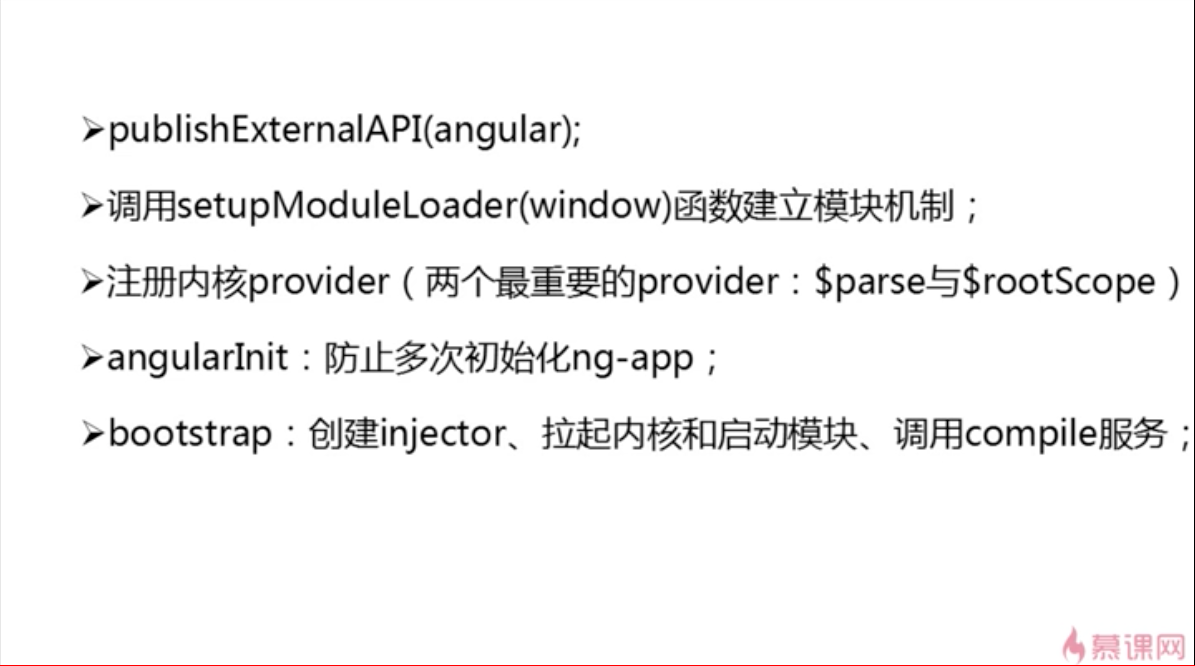 ➢publishExternalAPI(angular);
➢调用setupModuleLoader(window)函数建立模块机制；
➢注册内核provider（两个最重要的provider：$parse与$rootScope）
➢angularInit：防止多次初始化ng-app；
➢bootstrap：创建injector、拉起内核和启动模块、调用compile服务；
慕课网